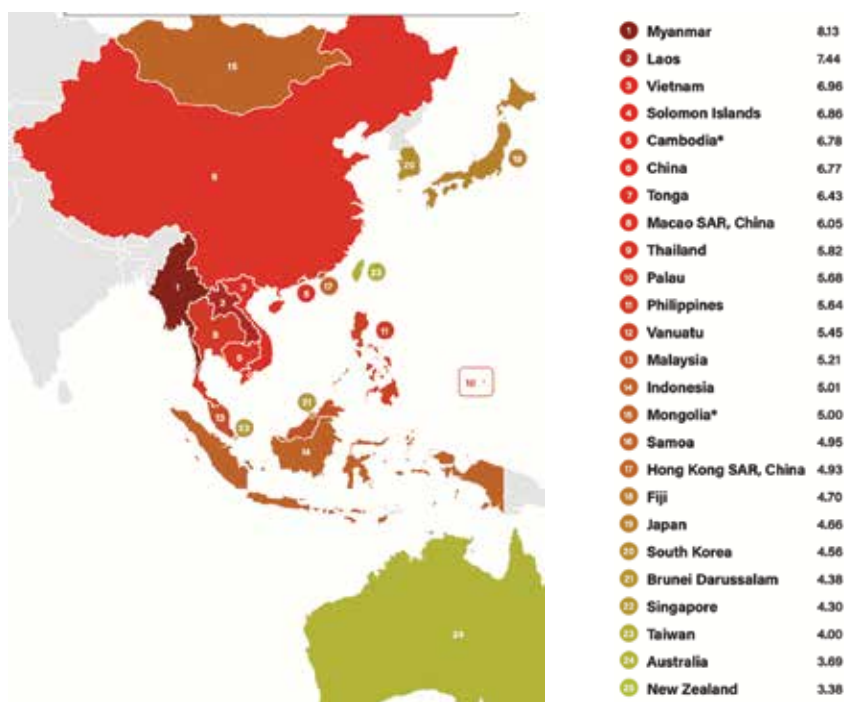 15
6
20
19
1
3
2
8
17
23
9
5
11
10
21
13
22
14
24
1 Myanmar 8.13
2 Laos 7.44
3 Vietnam 6.96
4 Solomon Islands 6.86
5 Cambodia* 6.78
6 China 6.77
7 Tonga 6.43
8 Macao SAR, China 6.05
9 Thailand 5.82
10 Palau 5.68
11 Philippines 5.64
12 Vanuatu 5.45
13 Malaysia 5.21
14 Indonesia 5.01
15 Mongolia* 5.00
16 Samoa 4.95
17 Hong Kong SAR, China 4.93
18 Fiji 4.70
19 Japan 4.66
20 South Korea 4.56
21 Brunei Darussalam 4.38
22 Singapore 4.30
23 Taiwan 4.00
24 Australia 3.69
25 New Zealand 3.38